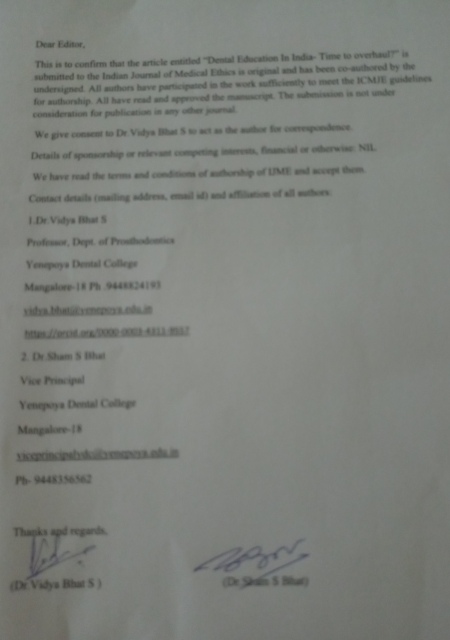 Dear Editor,
This is to confirm that the article entitled "Dental Education In India- Time to overhaul?" is
submitted to the Indian Journal of Medical Ethics is original and has been co-authored by the
undersigned. All authors have participated in the work sufficiently to meet the ICMJE guidelines
for authorship. All have read and approved the manuscript. The submission is not under
consideration for publication in any other journal.
We give consent to Dr Vidya Bhat S to act as the author for correspondence.
Details of sponsorship or relevant competing interests, financial or otherwise: NIL
We have read the terms and conditions of authorship of IJME and accept them.
Contact details (mailing address, email id) and affiliation of all authors.
1.Dr Vidya Bhat S
Professor, Dept. of Prosthodontics
Yenepoya Dental College
Mangalore-18 Ph
2. Dr Sham S Bhat
Vice Principal
Yenepoya Dental College
Mangalore-18
Ph-
Thanks and regards,
(Dr Vidya Bhat S ) (Dr Sham S Bhat)